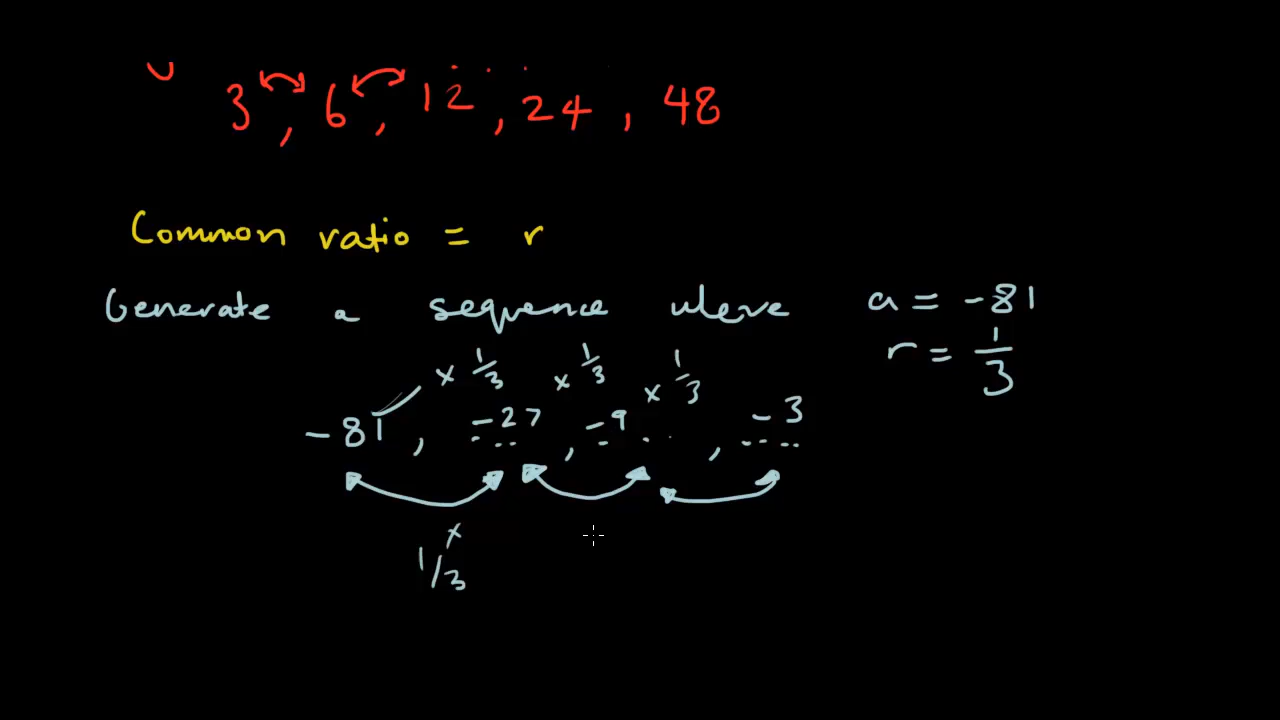 3, 6, 12, 24, 48
Common ratio = r
Generate a sequence where a = -81
r = 1/3
× 1/3 × 1/3 × 1/3
-81, -27, -9, -3
×
1/3